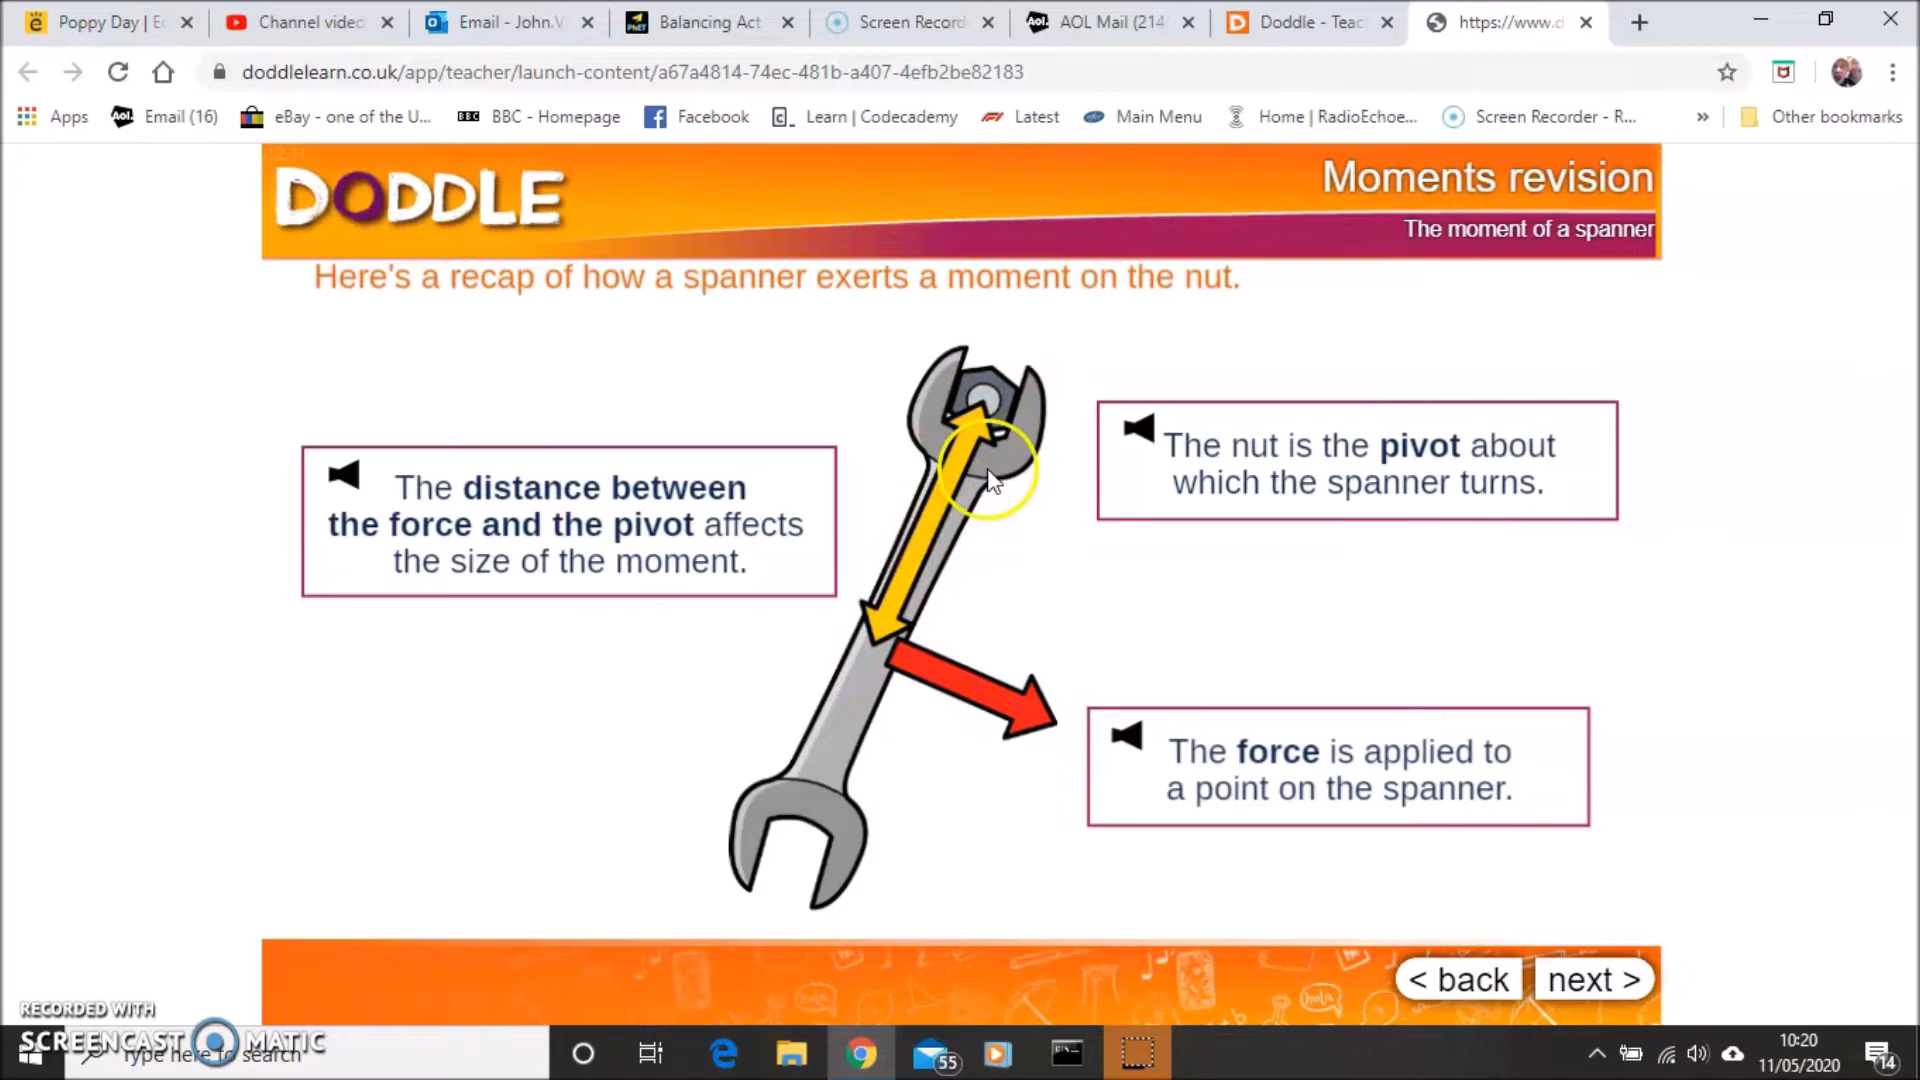 Poppy Day | E
Channel video
Email - John.V
Balancing Act
Screen Record
AOL Mail (214
Doddle - Teac
https://www.d
doddlelearn.co.uk/app/teacher/launch-content/a67a4814-74ec-481b-a407-4efb2be82183
Apps
Aol.
Email (16)
eBay - one of the U...
BBC
BBC - Homepage
Facebook
Learn | Codecademy
Latest
Main Menu
Home | RadioEchoe...
Screen Recorder - R...
»
Other bookmarks
DODDLE
Moments revision
The moment of a spanner
Here's a recap of how a spanner exerts a moment on the nut.
The distance between
the force and the pivot affects
the size of the moment.
The nut is the pivot about
which the spanner turns.
The force is applied to
a point on the spanner.
< back
next >
RECORDED WITH
SCREENCAST MATIC
Type here to search
55
10:20
11/05/2020
14